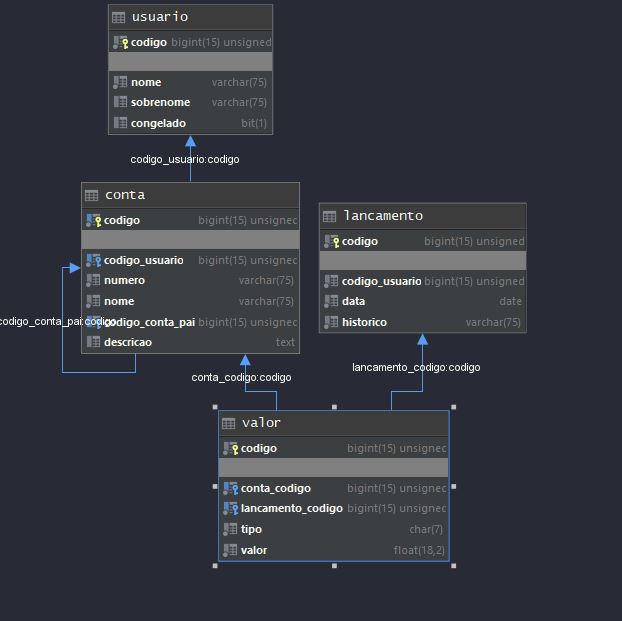 usuario
codigo bigint(15) unsigned
nome varchar(75)
sobrenome varchar(75)
congelado bit(1)
codigo_usuario:codigo
conta
codigo bigint(15) unsignec
codigo_usuario bigint(15) unsignec
numero varchar(75)
nome varchar(75)
codigo_conta_pai bigint(15) unsignec
descricao text
codigo_conta_pai:codigo
lancamento
codigo bigint(15) unsigned
codigo_usuario bigint(15) unsigned
data date
historico varchar(75)
conta_codigo:codigo
lancamento_codigo:codigo
valor
codigo bigint(15) unsignec
conta_codigo bigint(15) unsignec
lancamento_codigo bigint(15) unsignec
tipo char(7)
valor float(18,2)